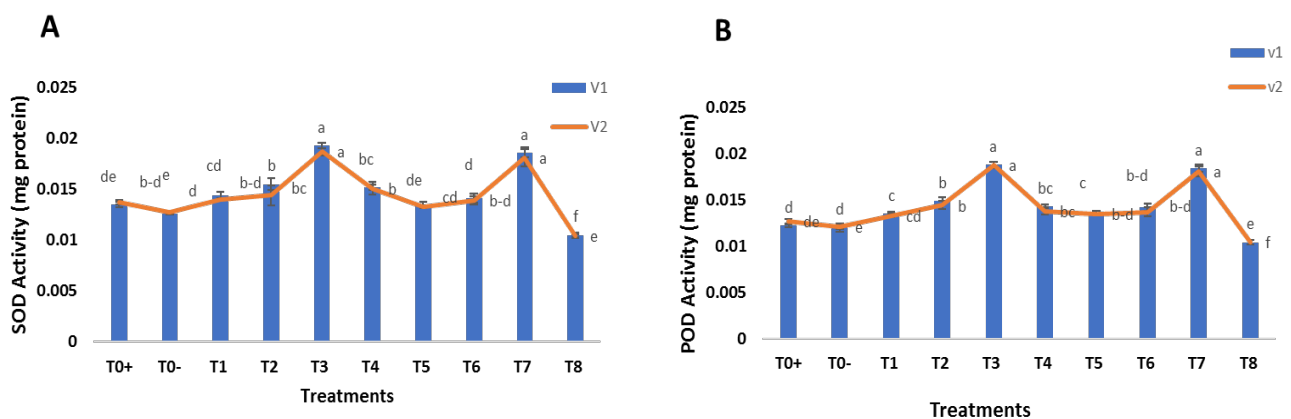 A
V1
V2
SOD Activity (mg protein)
0.025
0.02
0.015
0.01
0.005
0
de b-d e d cd b-d b bc a a bc b de cd d b-d a a f e
T0+ T0- T1 T2 T3 T4 T5 T6 T7 T8
Treatments
B
v1
v2
POD Activity (mg protein)
0.025
0.02
0.015
0.01
0.005
0
d de d e c cd b b a a bc bc c b-d b-d b-d a a e f
T0+ T0- T1 T2 T3 T4 T5 T6 T7 T8
Treatments